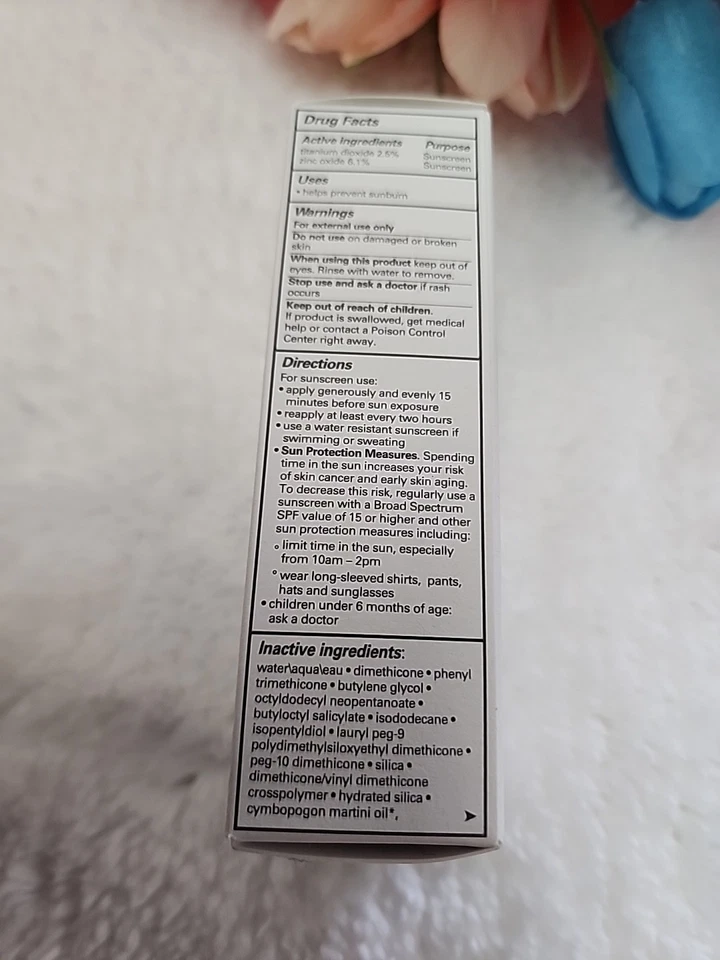 Drug Facts
Active ingredients Purpose
titanium dioxide 2.5% Sunscreen
zinc oxide 6.1% Sunscreen
Uses
• helps prevent sunburn
Warnings
For external use only
Do not use on damaged or broken
skin
When using this product keep out of
eyes. Rinse with water to remove.
Stop use and ask a doctor if rash
occurs
Keep out of reach of children.
If product is swallowed, get medical
help or contact a Poison Control
Center right away.
Directions
For sunscreen use:
• apply generously and evenly 15
minutes before sun exposure
• reapply at least every two hours
• use a water resistant sunscreen if
swimming or sweating
• Sun Protection Measures. Spending
time in the sun increases your risk
of skin cancer and early skin aging.
To decrease this risk, regularly use a
sunscreen with a Broad Spectrum
SPF value of 15 or higher and other
sun protection measures including:
° limit time in the sun, especially
from 10am – 2pm
° wear long-sleeved shirts, pants,
hats and sunglasses
• children under 6 months of age:
ask a doctor
Inactive ingredients:
water\aqua\eau • dimethicone • phenyl
trimethicone • butylene glycol •
octyldodecyl neopentanoate •
butyloctyl salicylate • isododecane •
isopentyldiol • lauryl peg-9
polydimethylsiloxyethyl dimethicone •
peg-10 dimethicone • silica •
dimethicone/vinyl dimethicone
crosspolymer • hydrated silica •
cymbopogon martini oil*,